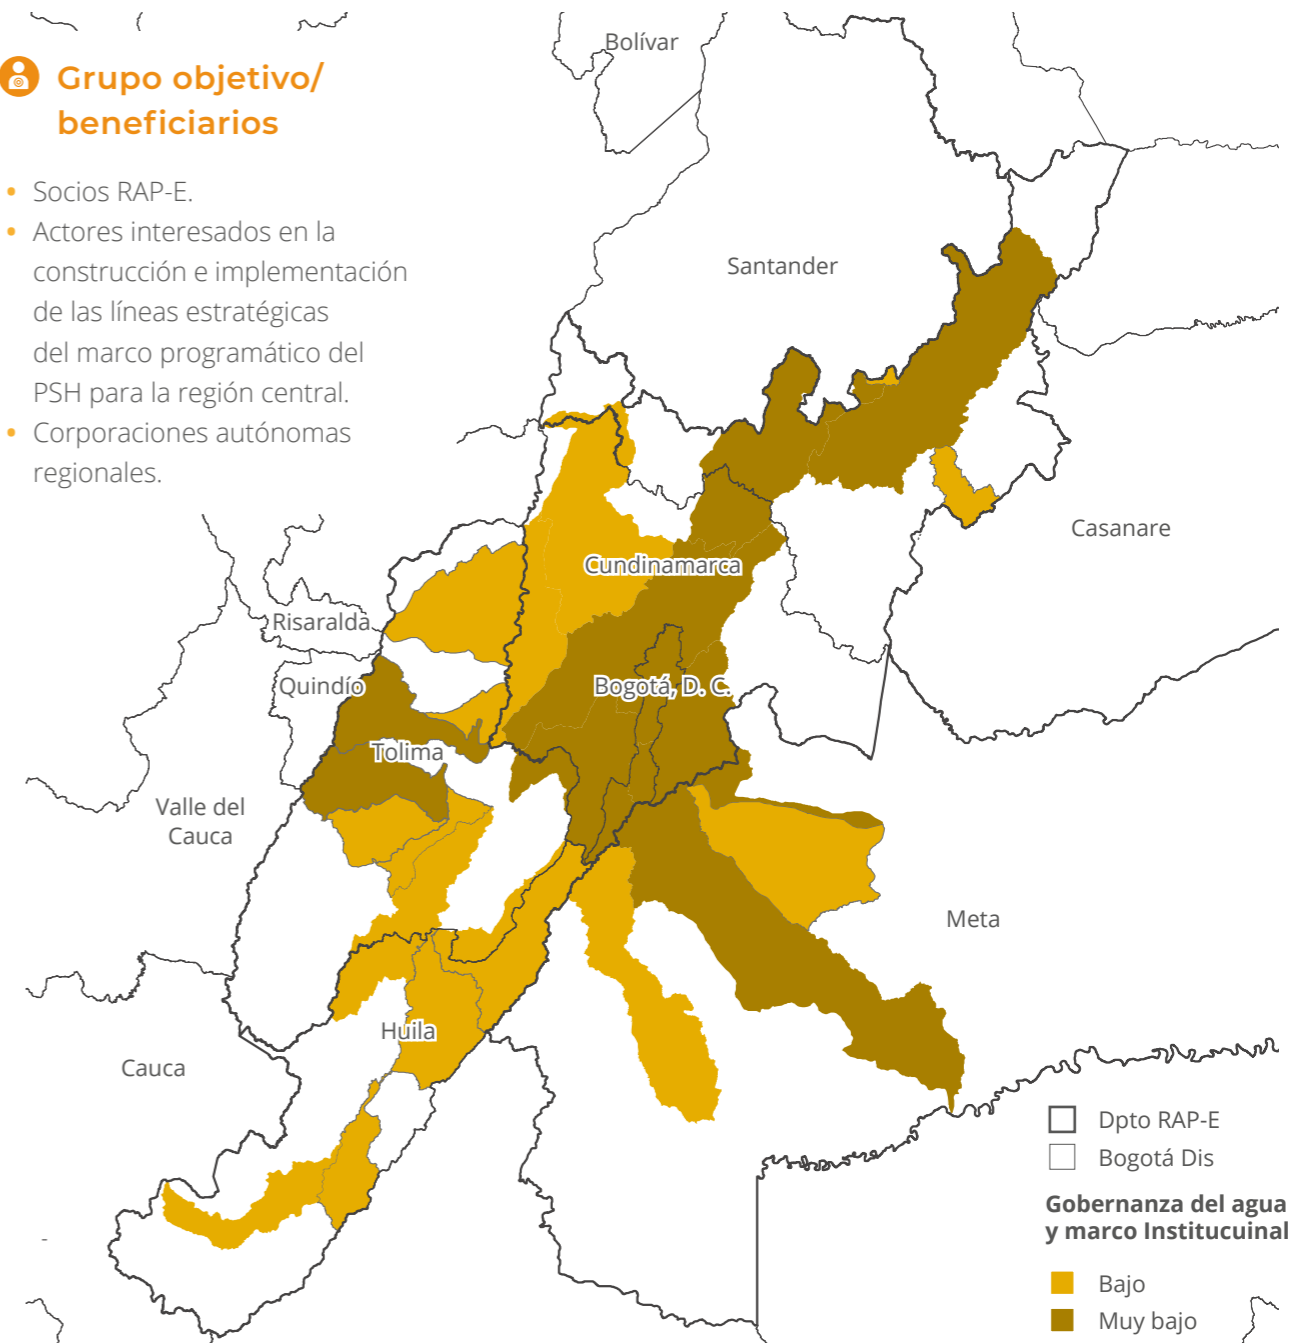 Grupo objetivo/
beneficiarios
• Socios RAP-E.
• Actores interesados en la
construcción e implementación
de las líneas estratégicas
del marco programático del
PSH para la región central.
• Corporaciones autónomas
regionales.
Bolívar
Santander
Casanare
Cundinamarca
Risaralda
Quindío
Bogotá, D. C.
Tolima
Valle del
Cauca
Meta
Huila
Cauca
Dpto RAP-E
Bogotá Dis
Gobernanza del agua
y marco Institucuinal
Bajo
Muy bajo